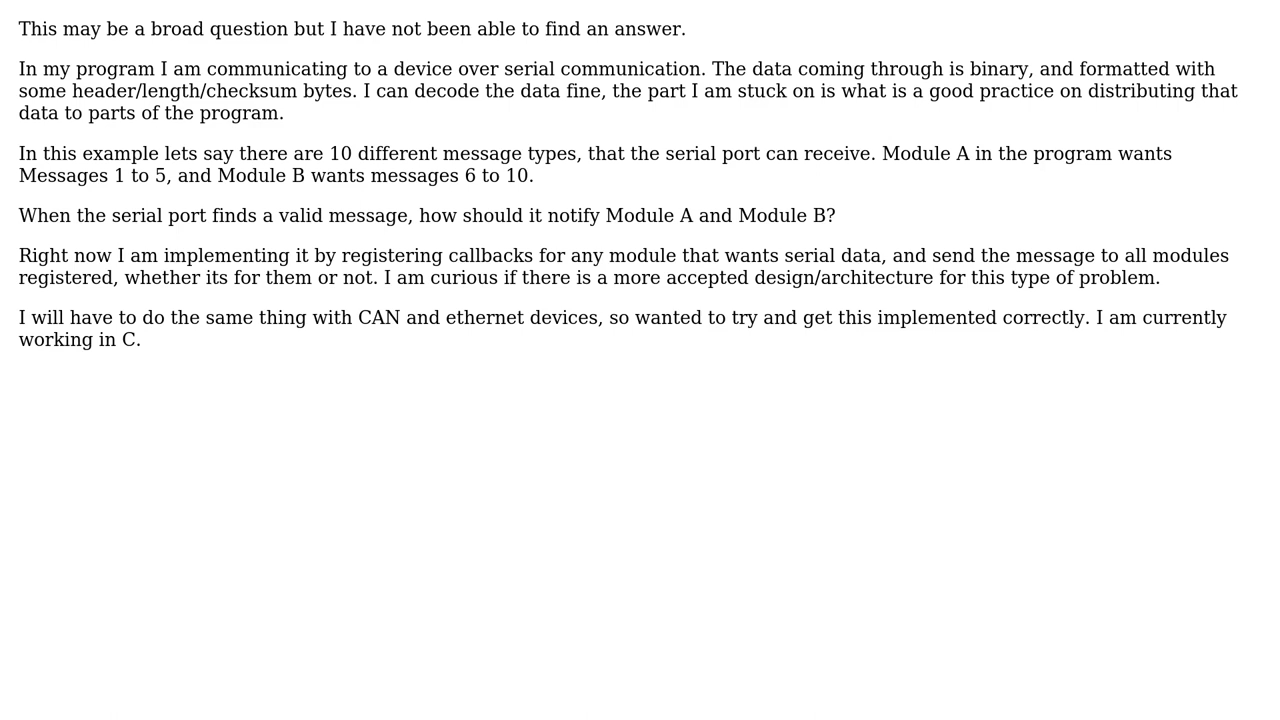 This may be a broad question but I have not been able to find an answer.
In my program I am communicating to a device over serial communication. The data coming through is binary, and formatted with
some header/length/checksum bytes. I can decode the data fine, the part I am stuck on is what is a good practice on distributing that
data to parts of the program.
In this example lets say there are 10 different message types, that the serial port can receive. Module A in the program wants
Messages 1 to 5, and Module B wants messages 6 to 10.
When the serial port finds a valid message, how should it notify Module A and Module B?
Right now I am implementing it by registering callbacks for any module that wants serial data, and send the message to all modules
registered, whether its for them or not. I am curious if there is a more accepted design/architecture for this type of problem.
I will have to do the same thing with CAN and ethernet devices, so wanted to try and get this implemented correctly. I am currently
working in C.